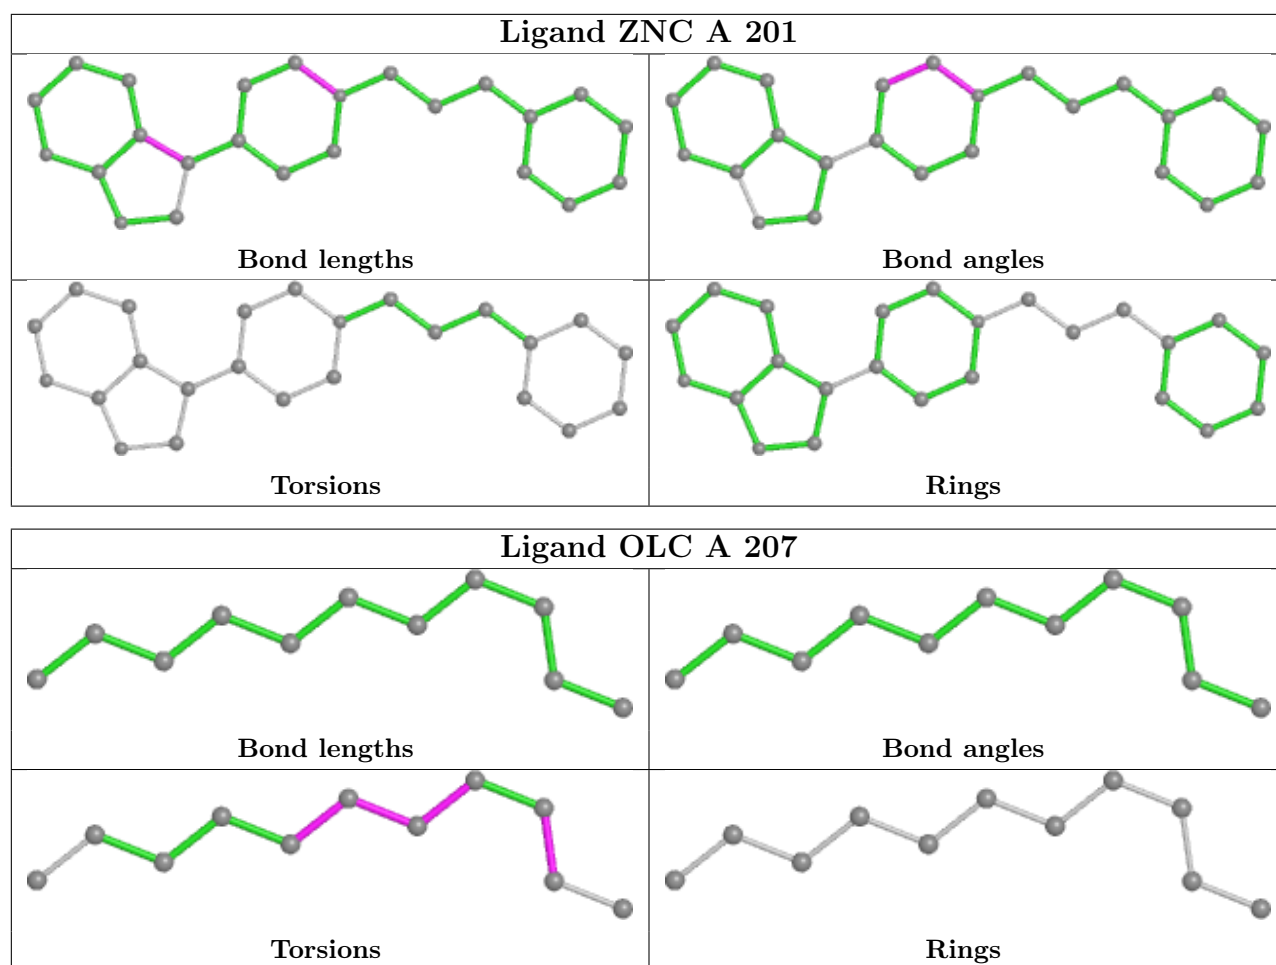 Ligand ZNC A 201
Bond lengths
Bond angles
Torsions
Rings
Ligand OLC A 207
Bond lengths
Bond angles
Torsions
Rings